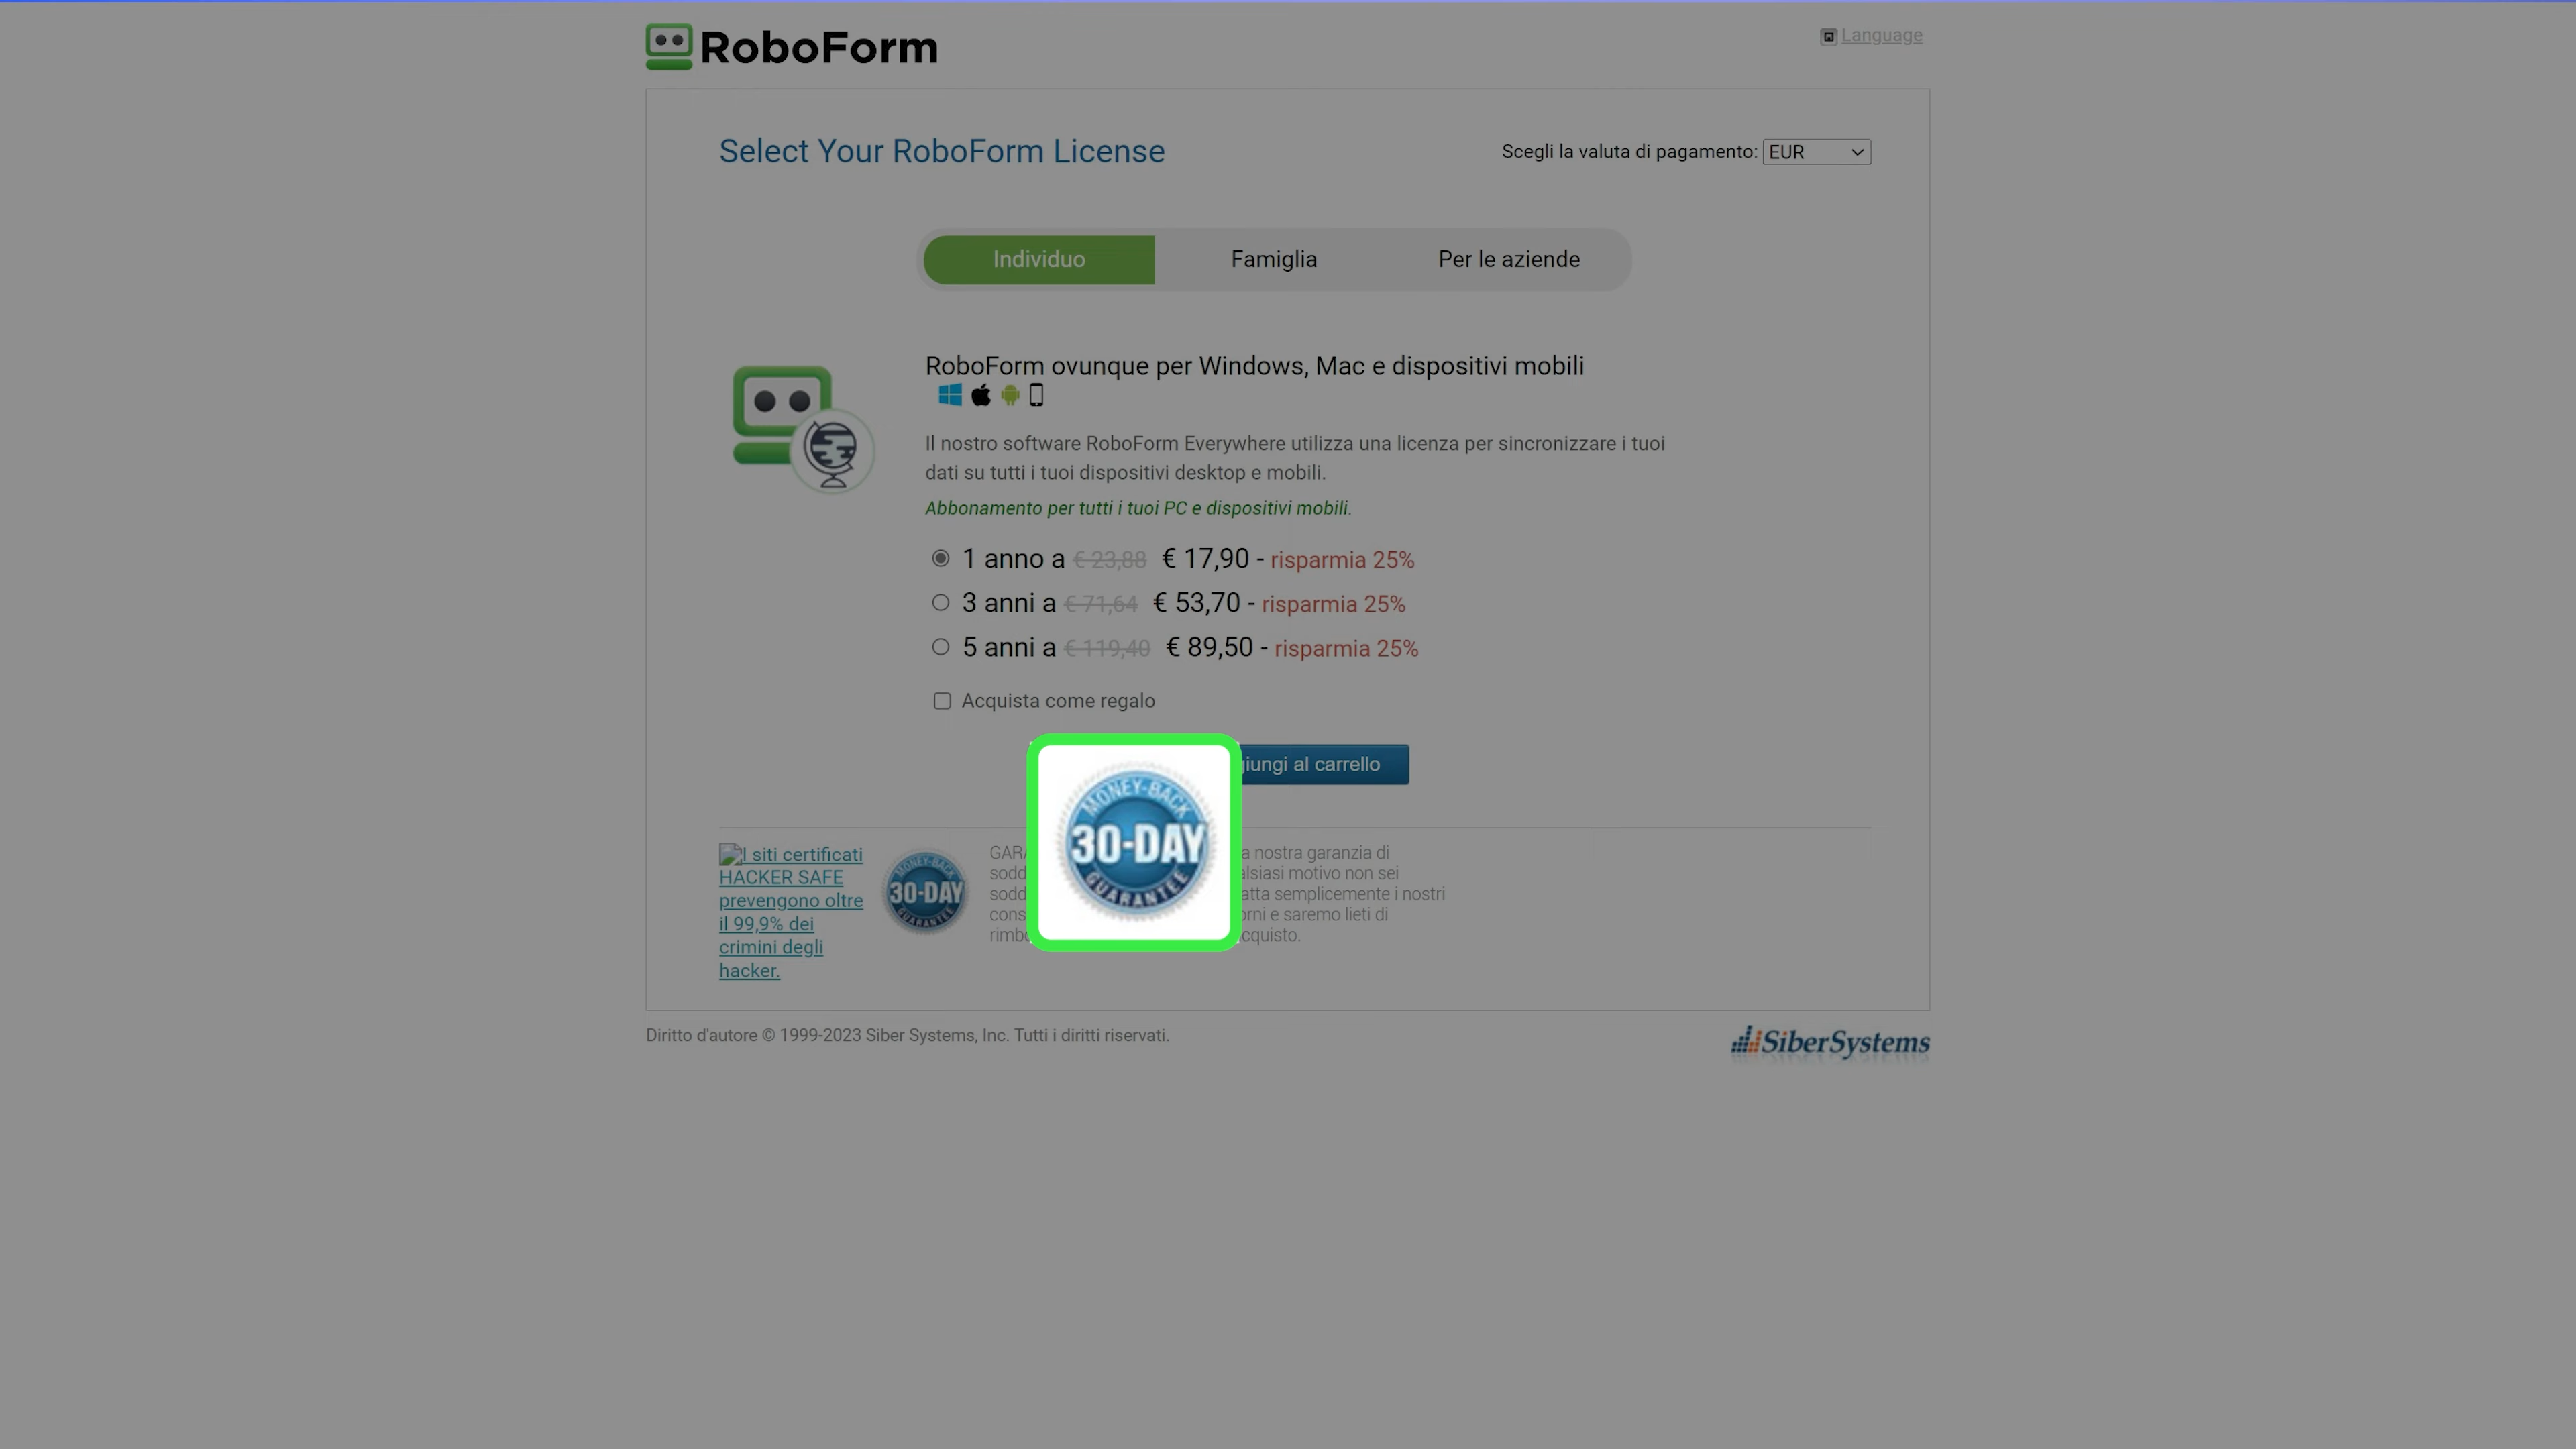 RoboForm
Language
Select Your RoboForm License
Scegli la valuta di pagamento: EUR
Individuo
Famiglia
Per le aziende
RoboForm ovunque per Windows, Mac e dispositivi mobili
Il nostro software RoboForm Everywhere utilizza una licenza per sincronizzare i tuoi
dati su tutti i tuoi dispositivi desktop e mobili.
Abbonamento per tutti i tuoi PC e dispositivi mobili.
1 anno a € 23,88 € 17,90 - risparmia 25%
3 anni a € 71,64 € 53,70 - risparmia 25%
5 anni a € 119,40 € 89,50 - risparmia 25%
Acquista come regalo
al carrello
MONEY-BACK
30-DAY
GUARANTEE
I siti certificati
HACKER SAFE
prevengono oltre
il 99,9% dei
crimini degli
hacker.
MONEY-BACK
30-DAY
GUARANTEE
nostra garanzia di
motivo non sei
semplicemente i nostri
e saremo lieti di
Diritto d'autore © 1999-2023 Siber Systems, Inc. Tutti i diritti riservati.
SiberSystems